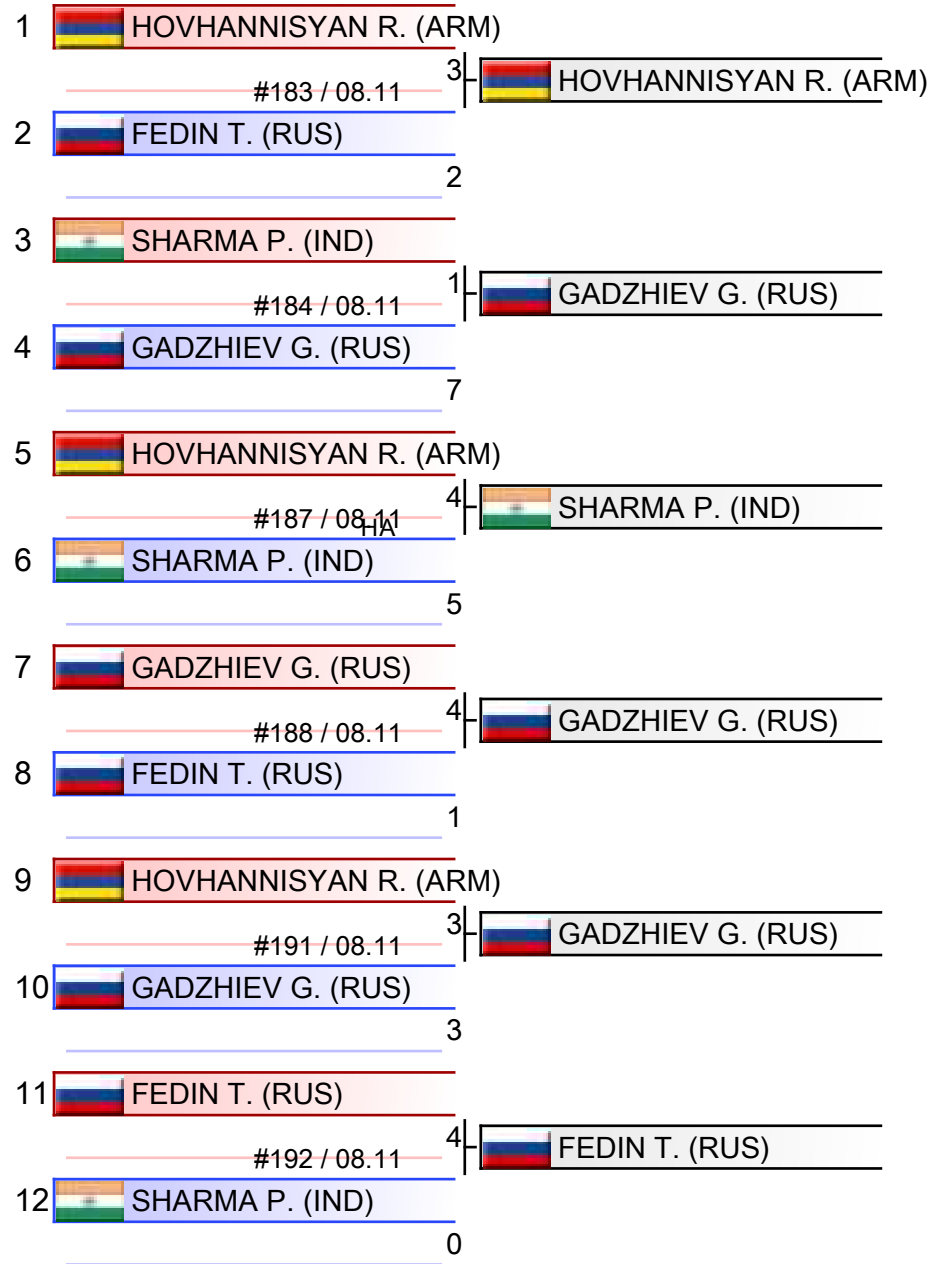 1 HOVHANNISYAN R. (ARM)
3 HOVHANNISYAN R. (ARM)
#183 / 08.11
2 FEDIN T. (RUS)
2
3 SHARMA P. (IND)
1 GADZHIEV G. (RUS)
#184 / 08.11
4 GADZHIEV G. (RUS)
7
5 HOVHANNISYAN R. (ARM)
4 SHARMA P. (IND)
#187 / 08.11
HA
6 SHARMA P. (IND)
5
7 GADZHIEV G. (RUS)
4 GADZHIEV G. (RUS)
#188 / 08.11
8 FEDIN T. (RUS)
1
9 HOVHANNISYAN R. (ARM)
3 GADZHIEV G. (RUS)
#191 / 08.11
10 GADZHIEV G. (RUS)
3
11 FEDIN T. (RUS)
4 FEDIN T. (RUS)
#192 / 08.11
12 SHARMA P. (IND)
0